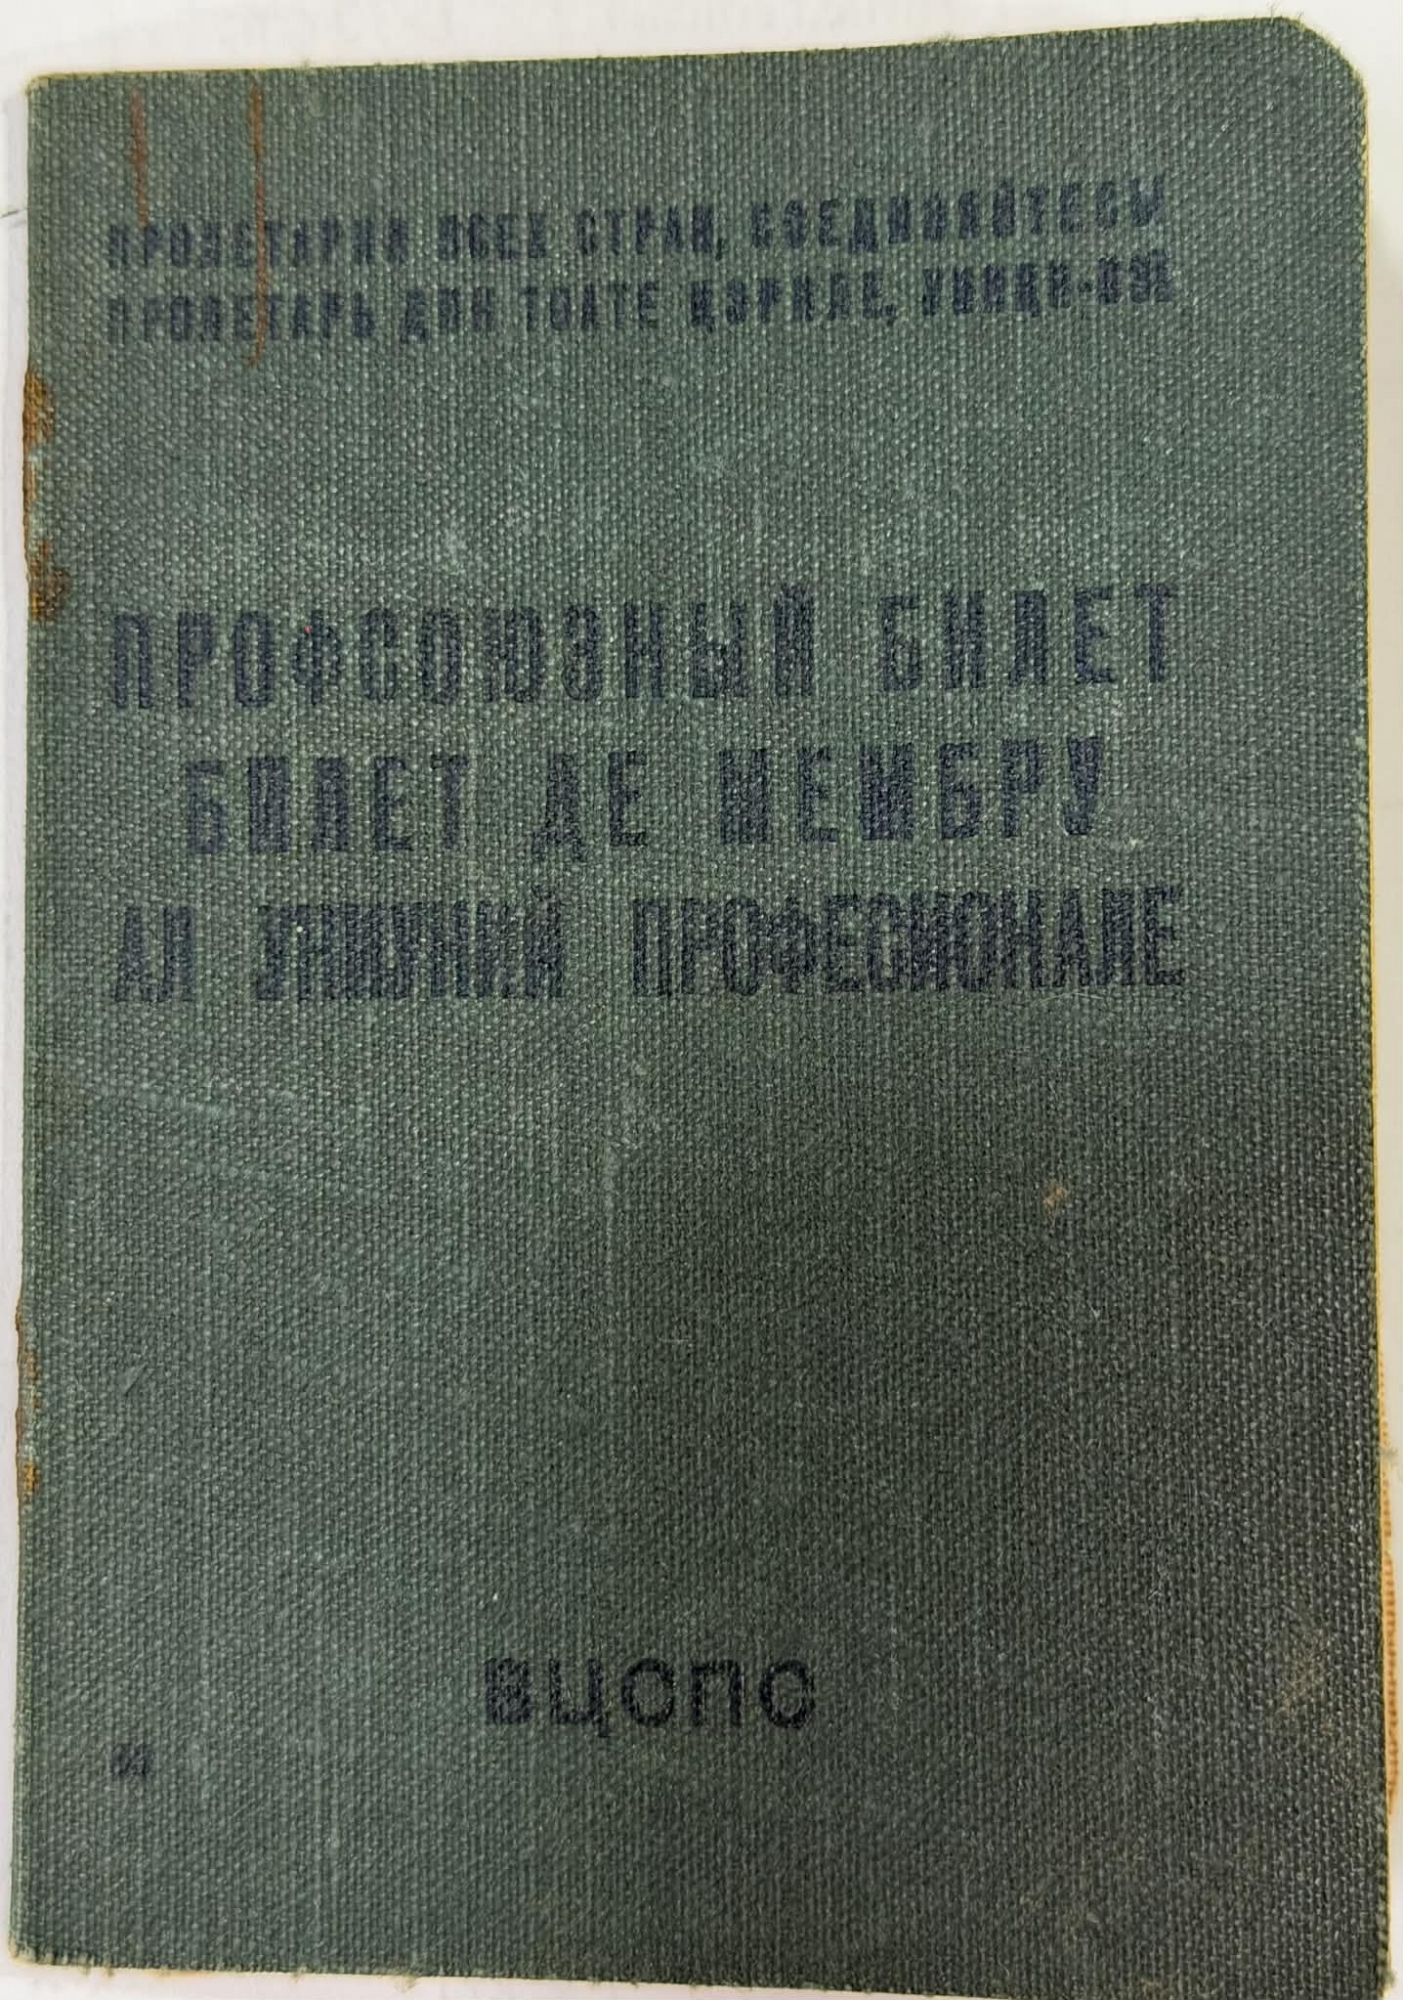 ПРОЛЕТАРИИ ВСЕХ СТРАН, СОЕДИНЯЙТЕСЬ!
ПРОЛЕТАРЬ ДИН ТОАТЕ ЦЭРИЛЕ, УНИЦИ-ВЭ!
ПРОФСОЮЗНЫЙ БИЛЕТ
БИЛЕТ ДЕ МЕМБРУ
АЛ УНИУНИЙ ПРОФЕСИОНАЛЕ
ВЦСПС